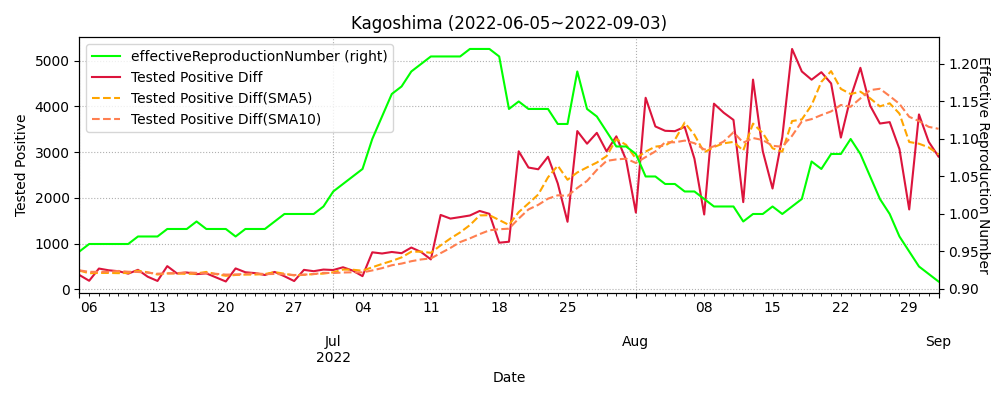 Kagoshima (2022-06-05~2022-09-03)
effectiveReproductionNumber (right)
Tested Positive Diff
Tested Positive Diff(SMA5)
Tested Positive Diff(SMA10)
Tested Positive
5000
4000
3000
2000
1000
0
Effective Reproduction Number
1.20
1.15
1.10
1.05
1.00
0.95
0.90
06 13 20 27 04 11 18 25 08 15 22 29
Jul Aug Sep
2022
Date